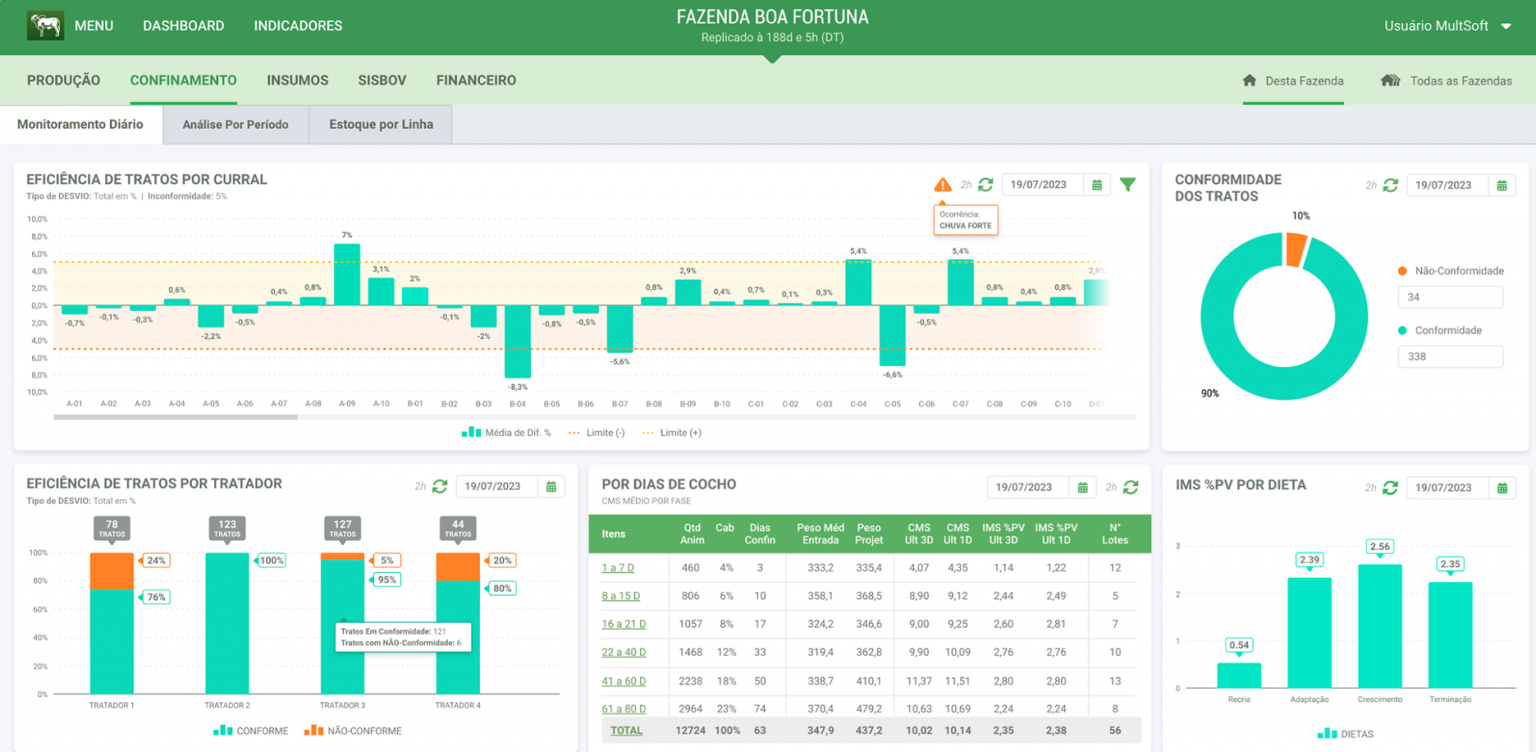 MENU DASHBOARD INDICADORES
FAZENDA BOA FORTUNA
Replicado à 188d e 5h (DT)
Usuário MultSoft
PRODUÇÃO CONFINAMENTO INSUMOS SISBOV FINANCEIRO
Desta Fazenda Todas as Fazendas
Monitoramento Diário Análise Por Período Estoque por Linha
EFICIÊNCIA DE TRATOS POR CURRAL
Tipo de DESVIO: Total em % | Inconformidade: 5%
2h 19/07/2023
Ocorrência:
CHUVA FORTE
10,0%
8,0%
6,0%
4,0%
2,0%
0,0%
2,0%
4,0%
6,0%
8,0%
10,0%
-0,7% -0,1% -0,3% 0,6% -2,2% -0,5% 0,4% 0,8% 7% 3,1% 2% -0,1% -2% -8,3% -0,8% -0,5% -5,6% 0,8% 2,9% 0,4% 0,7% 0,1% 0,3% 5,4% -6,6% -0,5% 5,4% 0,8% 0,4% 0,8% 2,9%
A-01 A-02 A-03 A-04 A-05 A-06 A-07 A-08 A-09 A-10 B-01 B-02 B-03 B-04 B-05 B-06 B-07 B-08 B-09 B-10 C-01 C-02 C-03 C-04 C-05 C-06 C-07 C-08 C-09 C-10 D-01
Média de Dif. % Limite (-) Limite (+)
CONFORMIDADE
DOS TRATOS
2h 19/07/2023
10%
90%
Não-Conformidade
34
Conformidade
338
EFICIÊNCIA DE TRATOS POR TRATADOR
Tipo de DESVIO: Total em %
2h 19/07/2023
78 123 127 44
TRATOS TRATOS TRATOS TRATOS
100%
80%
60%
40%
20%
0%
24% 100% 5% 20%
76% 95% 80%
Tratos Em Conformidade: 121
Tratos com NÃO-Conformidade: 6
TRATADOR 1 TRATADOR 2 TRATADOR 3 TRATADOR 4
CONFORME NÃO-CONFORME
POR DIAS DE COCHO
CMS MÉDIO POR FASE
19/07/2023 2h
Itens Qtd Anim Cab Dias Confin Peso Méd Entrada Peso Projet CMS Ult 3D CMS Ult 1D IMS %PV Ult 3D IMS %PV Ult 1D N° Lotes
1 a 7 D 460 4% 3 333,2 335,4 4,07 4,35 1,14 1,22 12
8 a 15 D 806 6% 10 358,1 368,5 8,90 9,12 2,44 2,49 5
16 a 21 D 1057 8% 17 324,2 346,6 9,00 9,25 2,60 2,81 7
22 a 40 D 1468 12% 33 319,4 362,8 9,90 10,09 2,76 2,76 10
41 a 60 D 2238 18% 50 338,7 410,1 11,37 11,51 2,80 2,80 13
61 a 80 D 2964 23% 74 370,4 479,2 10,63 10,69 2,24 2,24 8
TOTAL 12724 100% 63 347,9 437,2 10,02 10,14 2,35 2,38 56
IMS %PV POR DIETA
2h 19/07/2023
3
2
1
0
0.54 2.39 2.56 2.35
Recria Adaptação Crescimento Terminação
DIETAS